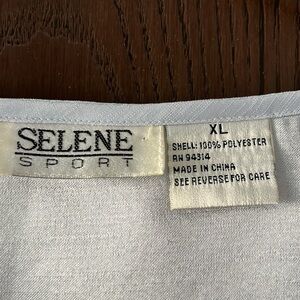 SELENE
SPORT
XL
SHELL: 100% POLYESTER
RN 94314
MADE IN CHINA
SEE REVERSE FOR CARE